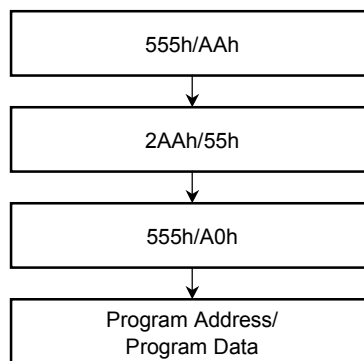 555h/AAh
2AAh/55h
555h/A0h
Program Address/
Program Data